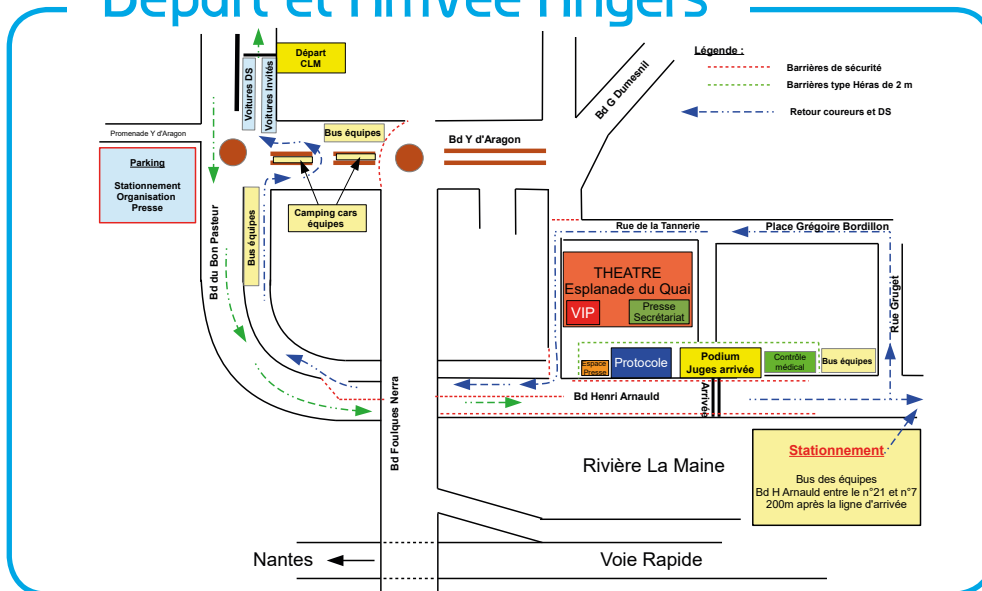 Départ et Arrivée Angers
Départ
CLM
Voitures DS
Voitures Invités
Légende :
Barrières de sécurité
Barrières type Héras de 2 m
Retour coureurs et DS
Bd G Dumesnil
Promenade Y d'Aragon
Bus équipes
Bd Y d'Aragon
Parking
Stationnement
Organisation
Presse
Camping cars
équipes
Bd du Bon Pasteur
Bus équipes
Rue de la Tannerie
Place Grégoire Bordillon
THEATRE
Esplanade du Quai
VIP
Presse
Secrétariat
Rue Gruget
Espace
Presse
Protocole
Podium
Juges arrivée
Contrôle
médical
Bus équipes
Bd Foulques Nerra
Bd Henri Arnauld
Arrivée
Rivière La Maine
Stationnement
Bus des équipes
Bd H Arnauld entre le n°21 et n°7
200m après la ligne d'arrivée
Nantes
Voie Rapide